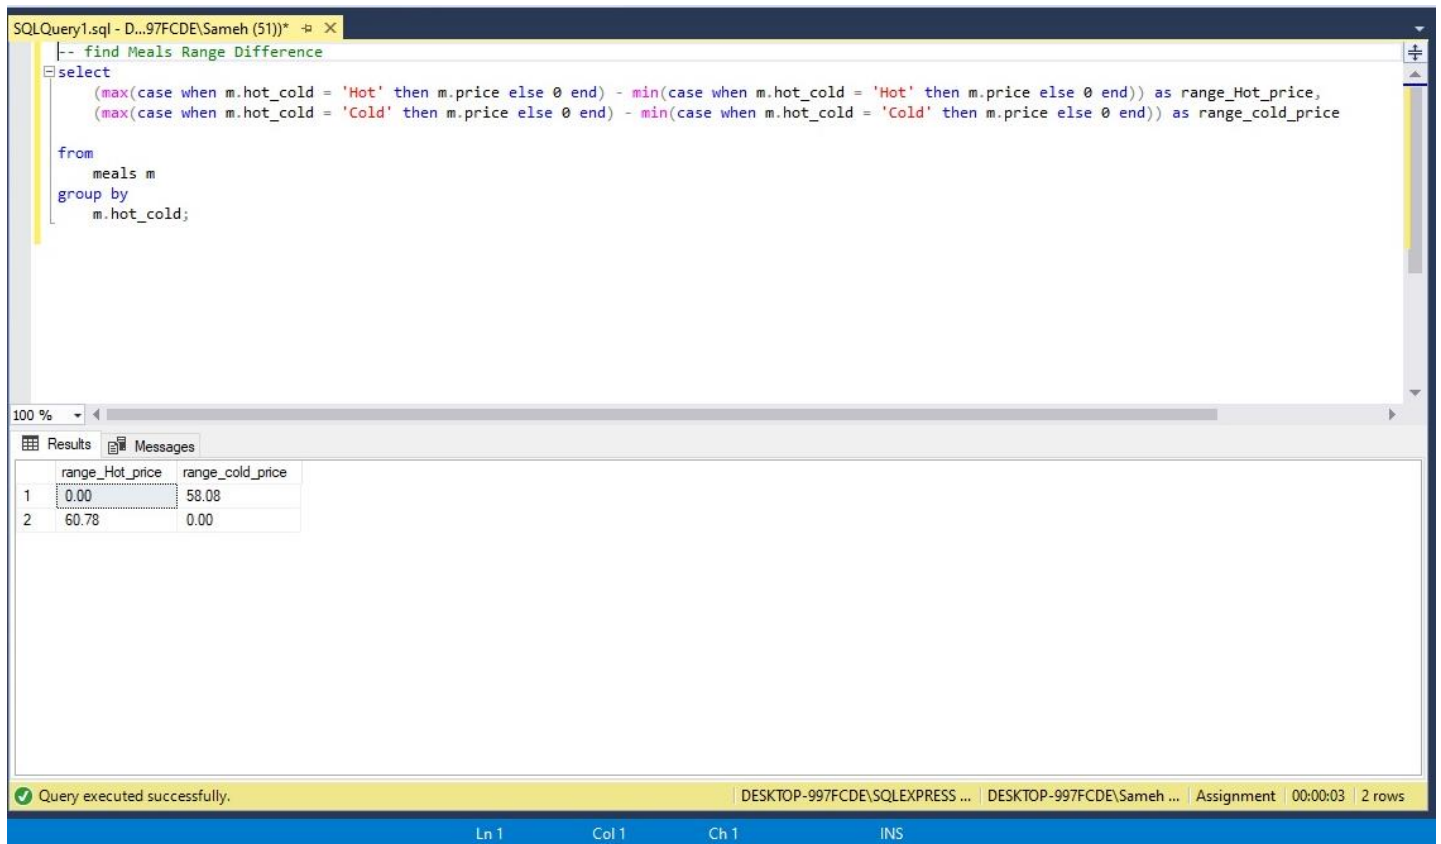 SQLQuery1.sql - D...97FCDE\Sameh (51))*
-- find Meals Range Difference
select
(max(case when m.hot_cold = 'Hot' then m.price else 0 end) - min(case when m.hot_cold = 'Hot' then m.price else 0 end)) as range_Hot_price,
(max(case when m.hot_cold = 'Cold' then m.price else 0 end) - min(case when m.hot_cold = 'Cold' then m.price else 0 end)) as range_cold_price
from
meals m
group by
m.hot_cold;
100 %
Results Messages
range_Hot_price range_cold_price
1 0.00 58.08
2 60.78 0.00
Query executed successfully. DESKTOP-997FCDE\SQLEXPRESS ... DESKTOP-997FCDE\Sameh ... Assignment 00:00:03 2 rows
Ln 1 Col 1 Ch 1 INS